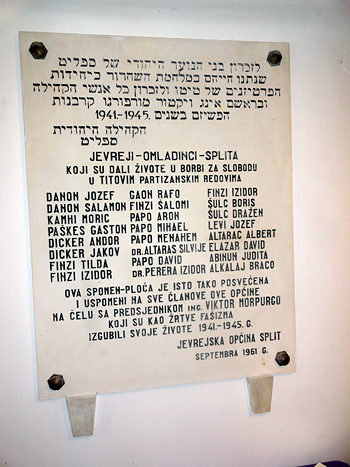 לזכרון בני הנוער היהודי של ספליט
שנתנו חייהם במלחמת השחרור ביחידות
הפרטיזנים של טיטו ולזכרון כל אנשי הקהילה
ובראשם אינג ויקטור מורפורגו קרבנות
הפשיזם בשנים 1941-1945.
הקהילה היהודית
ספליט
JEVREJI-OMLADINCI-SPLITA
KOJI SU DALI ŽIVOTE U BORBI ZA SLOBODU
U TITOVIM PARTIZANSKIM REDOVIMA
DANON JOZEF GAON RAFO FINZI IZIDOR
DANON SALAMON FINZI SALOMI ŠULC BORIS
KAMHI MORIC PAPO ARON ŠULC DRAŽEN
PAŠKES GASTON PAPO MIHAEL LEVI JOZEF
DICKER ANDOR PAPO MENAHEM ALTARAC ALBERT
DICKER JAKOV DR. ALTARAS SILVIJE ELAZAR DAVID
FINZI TILDA PAPO DAVID ABINUN JUDITA
FINZI IZIDOR DR. PERERA IZIDOR ALKALAJ BRACO
OVA SPOMEN-PLOČA JE ISTO TAKO POSVEĆENA
I USPOMENI NA SVE ČLANOVE OVE OPĆINE
NA ČELU SA PREDSJEDNIKOM ING. VIKTOR MORPURGO
KOJI SU KAO ŽRTVE FAŠIZMA
IZGUBILI SVOJE ŽIVOTE 1941-1945. G.
JEVREJSKA OPĆINA SPLIT
SEPTEMBRA 1961 G.